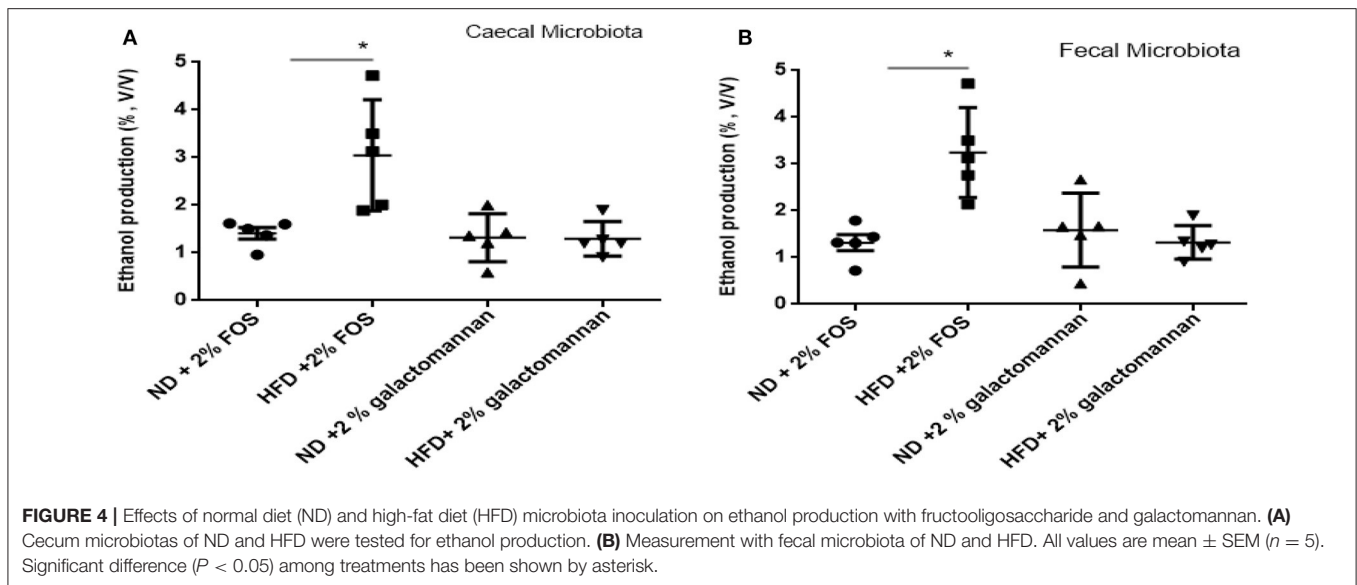 A
Caecal Microbiota
*
Ethanol production (%, V/V)
5
4
3
2
1
0
ND + 2% FOS
HFD +2% FOS
ND +2 % galactomannan
HFD+ 2% galactomannan
B
Fecal Microbiota
*
Ethanol production (%, V/V)
5
4
3
2
1
0
ND + 2% FOS
HFD +2% FOS
ND +2 % galactomannan
HFD+ 2% galactomannan
FIGURE 4 | Effects of normal diet (ND) and high-fat diet (HFD) microbiota inoculation on ethanol production with fructooligosaccharide and galactomannan. (A)
Cecum microbiotas of ND and HFD were tested for ethanol production. (B) Measurement with fecal microbiota of ND and HFD. All values are mean ± SEM (n = 5).
Significant difference (P < 0.05) among treatments has been shown by asterisk.